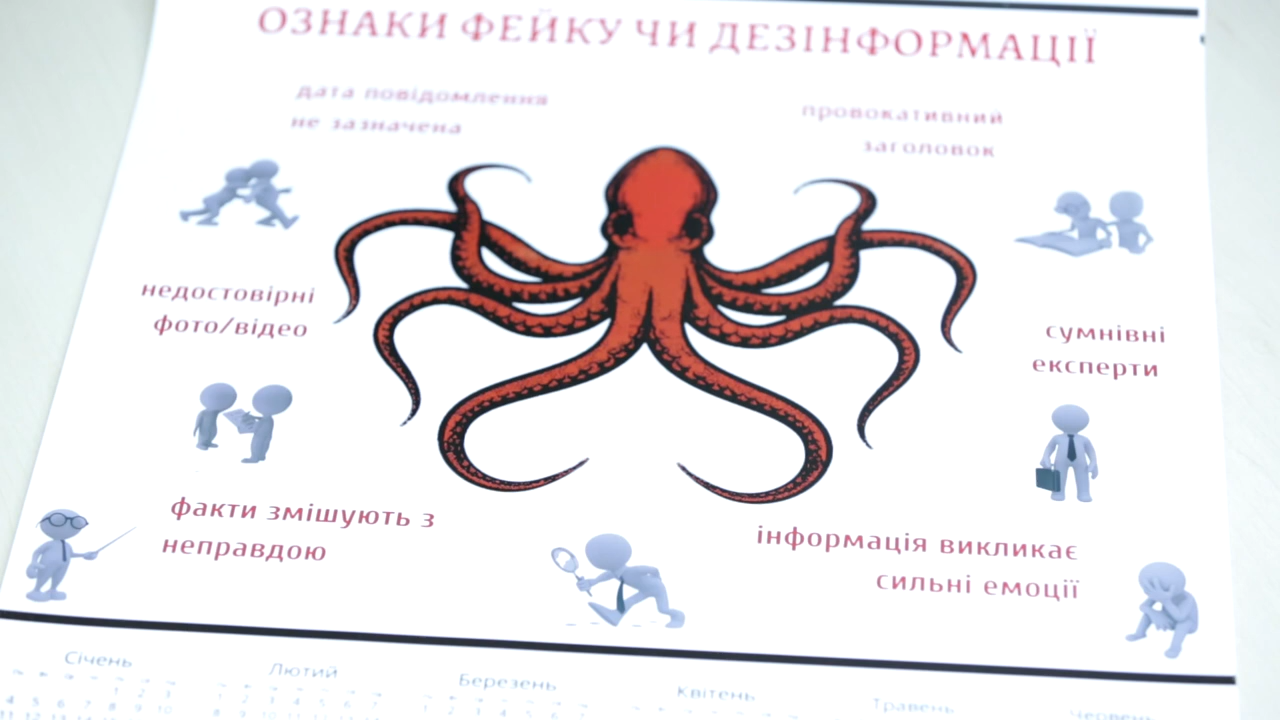 ОЗНАКИ ФЕЙКУ ЧИ ДЕЗІНФОРМАЦІЇ
дата повідомлення
не зазначена
провокативний
заголовок
недостовірні
фото/відео
сумнівні
експерти
факти змішують з
неправдою
інформація викликає
сильні емоції
Січень
Лютий
Березень
Квітень
Травень
Червень